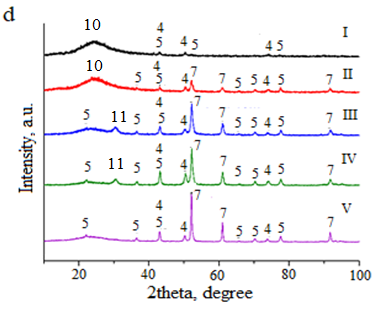 d
I
10 4
5 4 5 4 5
II
10 4
5 5 4 7 7 5 5 4 5 7
III
5 11 5 4
5 4 7 7 5 5 4 5 7
IV
5 11 5 4
5 4 7 7 5 5 4 5 7
V
5 5 4
5 4 7 7 5 5 4 5 7
Intensity, a.u.
20 40 60 80 100
2theta, degree